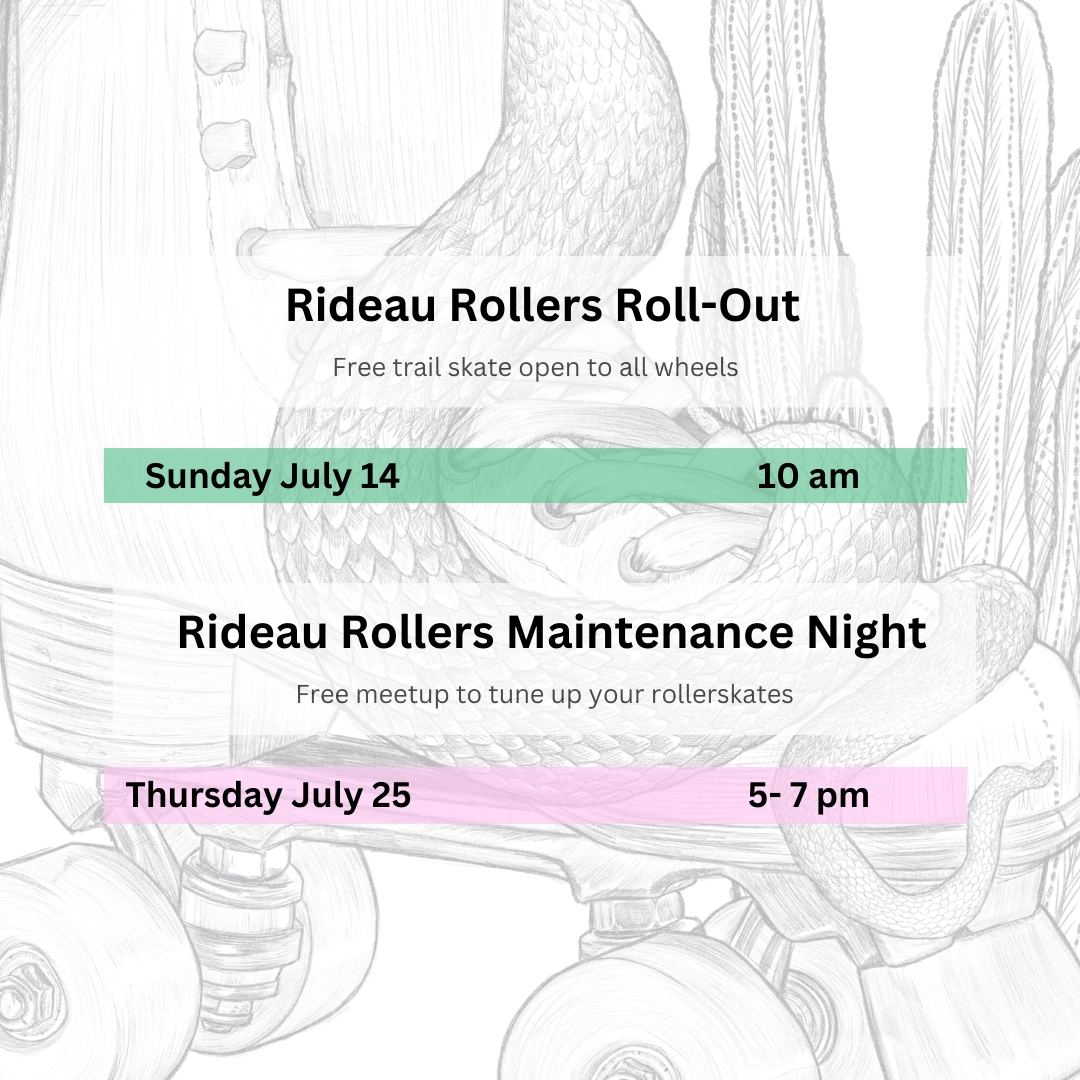 Rideau Rollers Roll-Out
Free trail skate open to all wheels
Sunday July 14 10 am
Rideau Rollers Maintenance Night
Free meetup to tune up your rollerskates
Thursday July 25 5- 7 pm